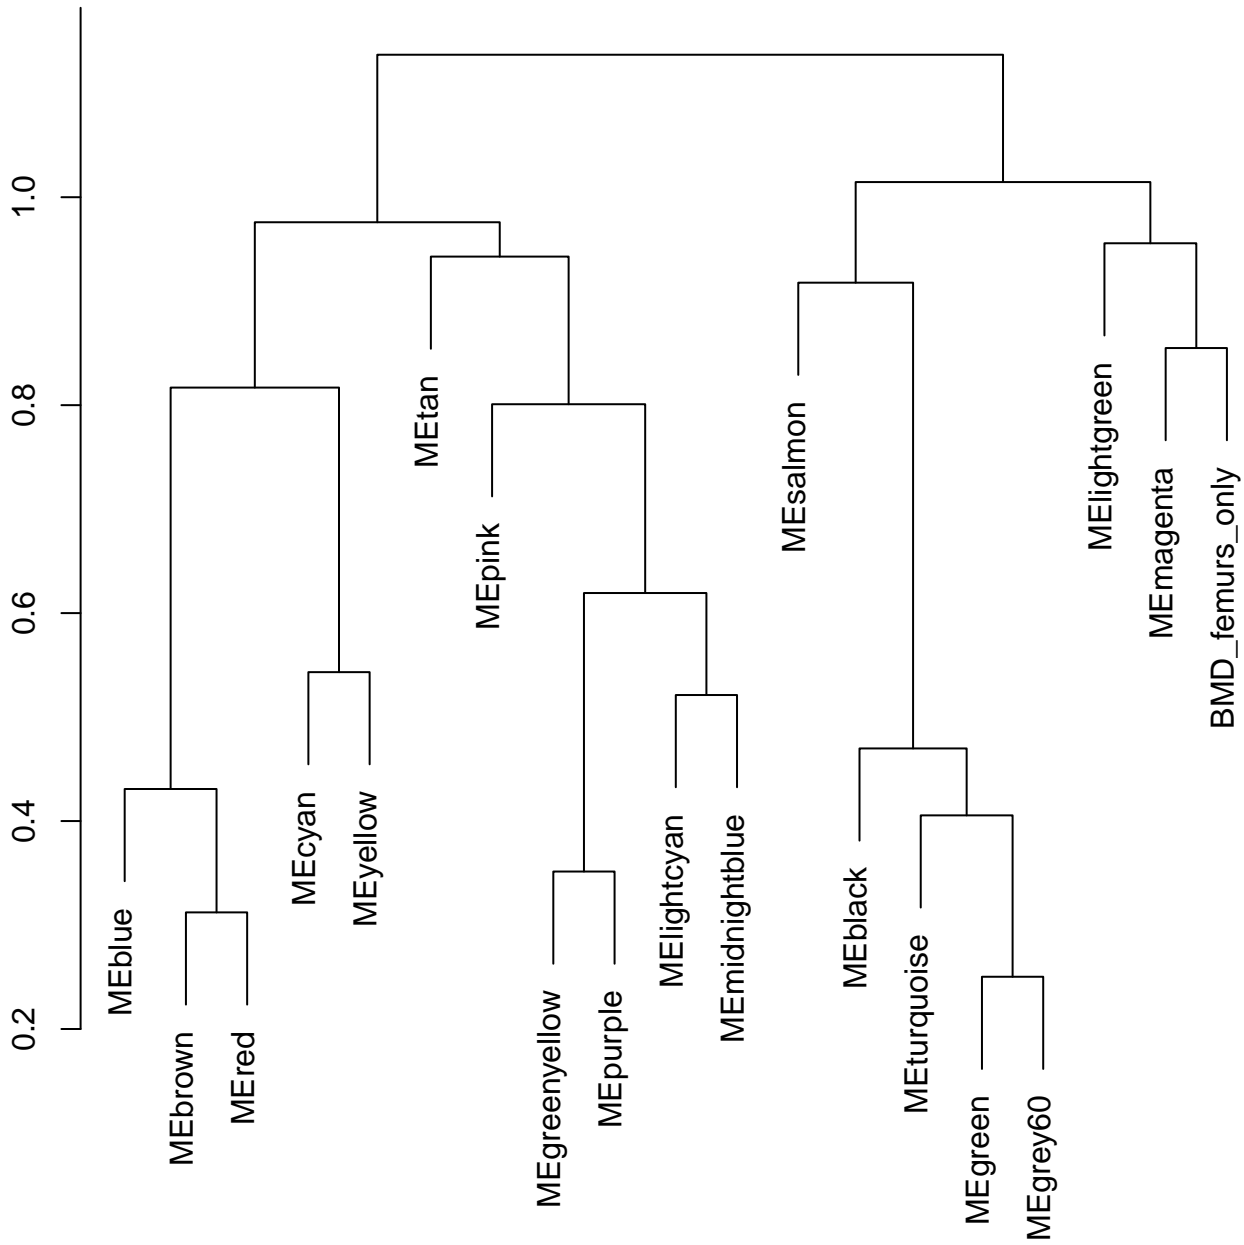 1.0
0.8
0.6
0.4
0.2
MEblue
MEbrown
MEred
MEcyan
MEyellow
MEtan
MEpink
MEgreenyellow
MEpurple
MElightcyan
MEmidnightblue
MEsalmon
MEblack
MEturquoise
MEgreen
MEgrey60
MElightgreen
MEmagenta
BMD_femurs_only